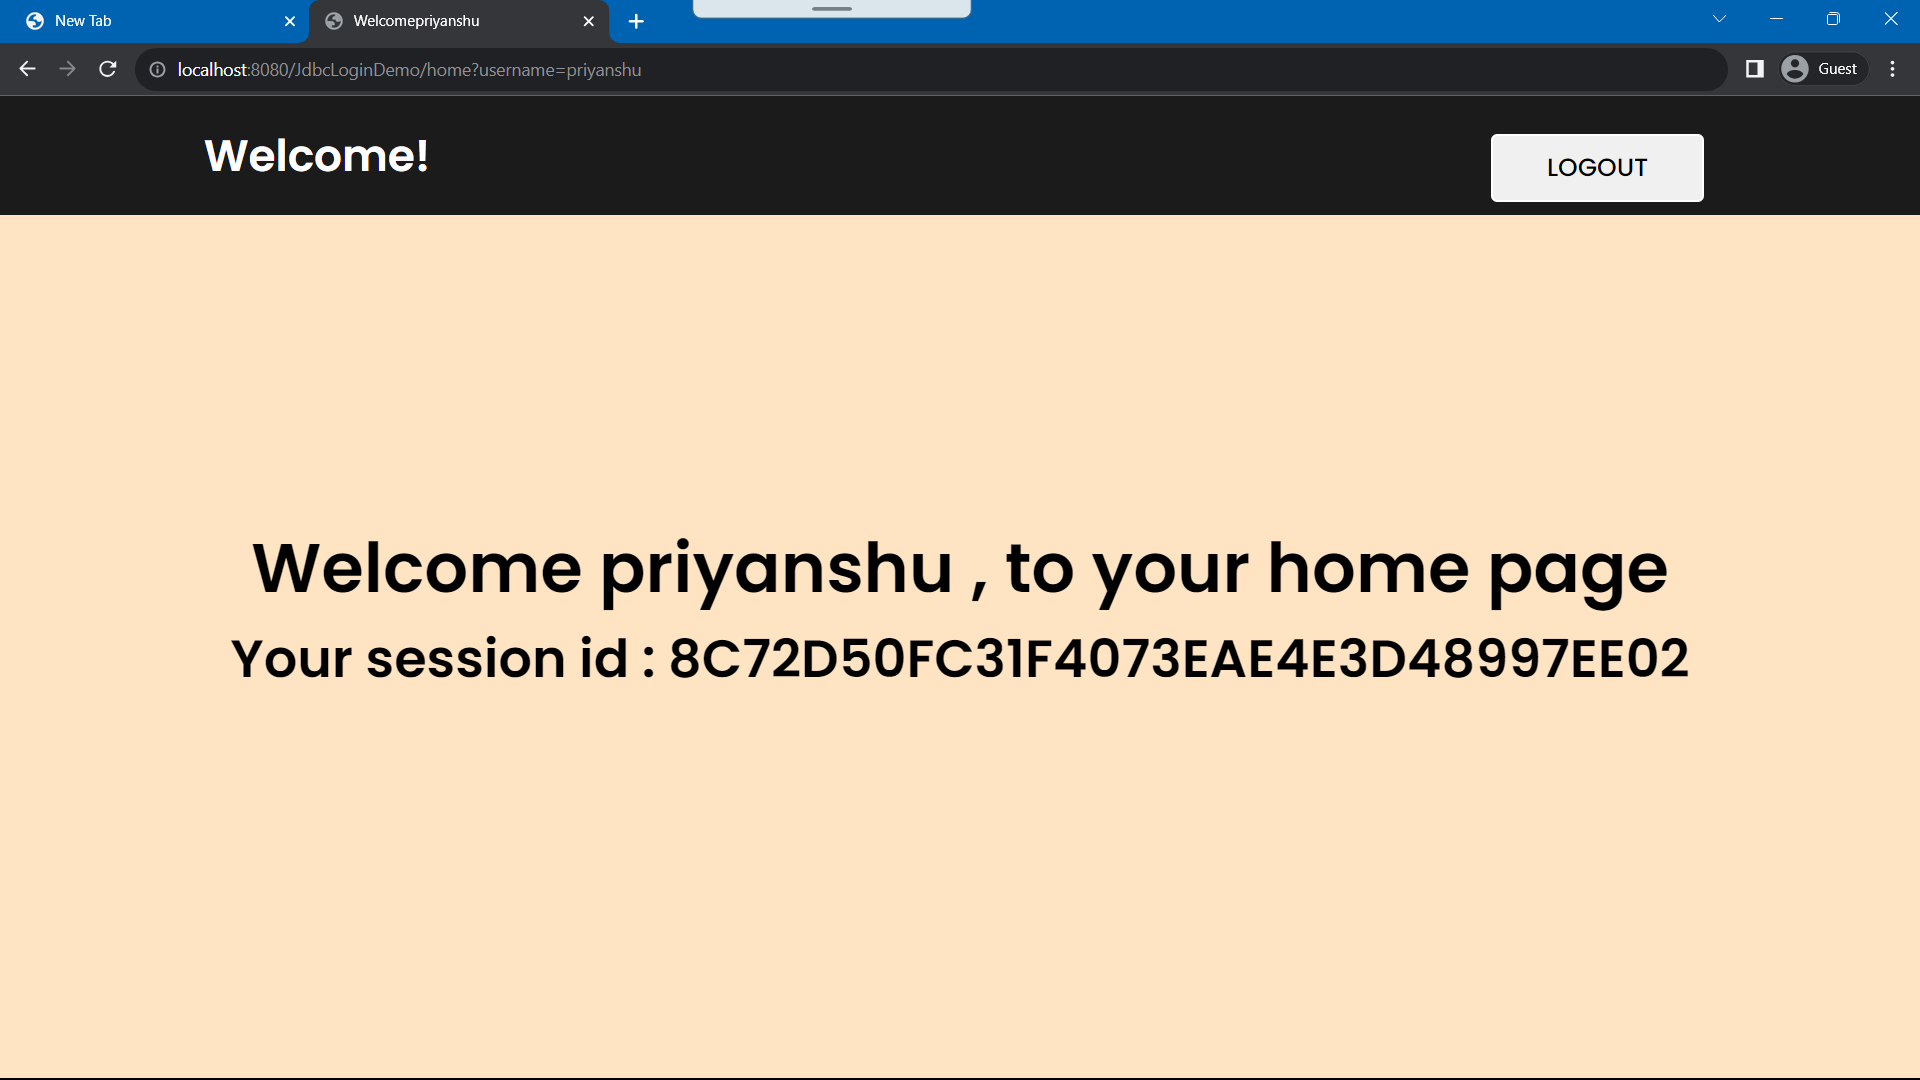 New Tab
Welcomepriyanshu
localhost:8080/JdbcLoginDemo/home?username=priyanshu
Guest
Welcome!
LOGOUT
Welcome priyanshu , to your home page
Your session id : 8C72D50FC31F4073EAE4E3D48997EE02